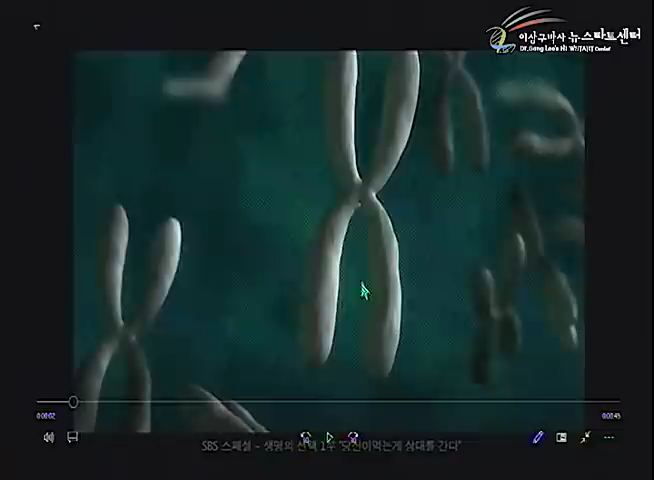 이상구박사 뉴스타트센터
Dr.Sang Lee's NEWSTART Center
0:00:02
0:00:45
SBS 스페셜 - 생명의 선택 1부 "당신이먹는게 삼대를 간다"